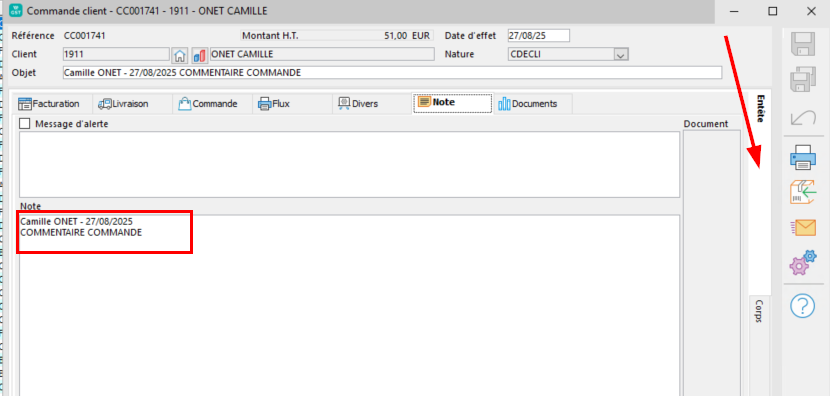 Commande client - CC001741 - 1911 - ONET CAMILLE
Référence CC001741 Montant H.T. 51,00 EUR Date d'effet 27/08/25
Client 1911 - ONET CAMILLE Nature CDECLI
Objet Camille ONET - 27/08/2025 COMMENTAIRE COMMANDE
Facturation Livraison Commande Flux Divers Note Documents
Message d'alerte Document
Note
Camille ONET - 27/08/2025
COMMENTAIRE COMMANDE
Entête
Corps